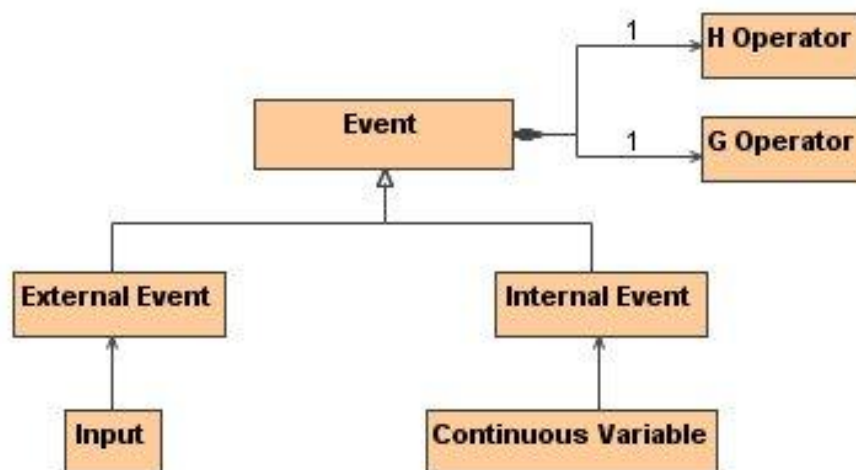 1
H Operator
Event
1
G Operator
External Event
Internal Event
Input
Continuous Variable